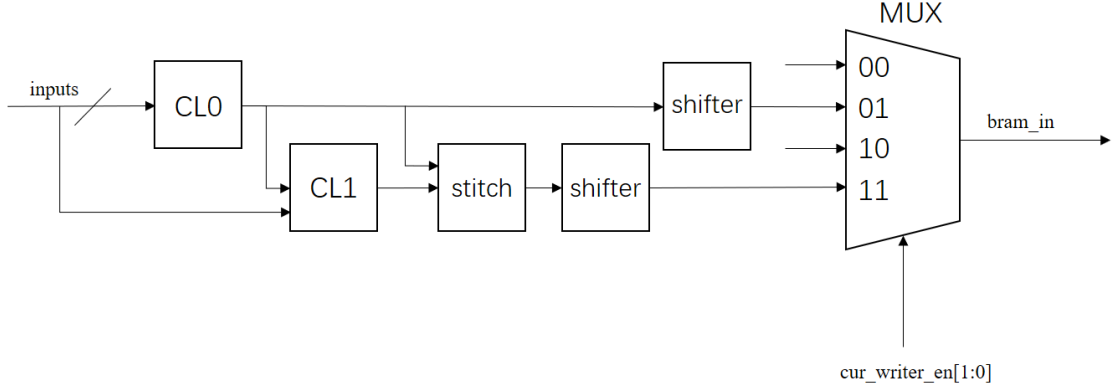 MUX
inputs
CL0
shifter
00
01
10
11
bram_in
CL1
stitch
shifter
cur_writer_en[1:0]